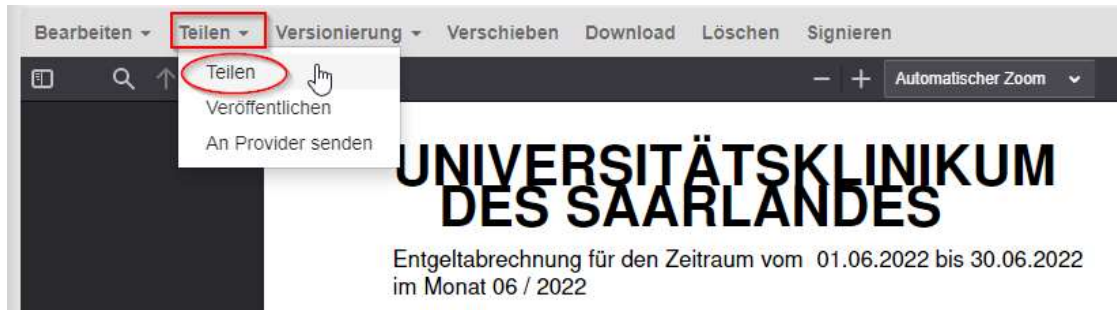 Bearbeiten Teilen Versionierung Verschieben Download Löschen Signieren
Teilen Automatischer Zoom
Veröffentlichen
An Provider senden
UNIVERSITÄTSKLINIKUM
DES SAARLANDES
Entgeltabrechnung für den Zeitraum vom 01.06.2022 bis 30.06.2022
im Monat 06 / 2022